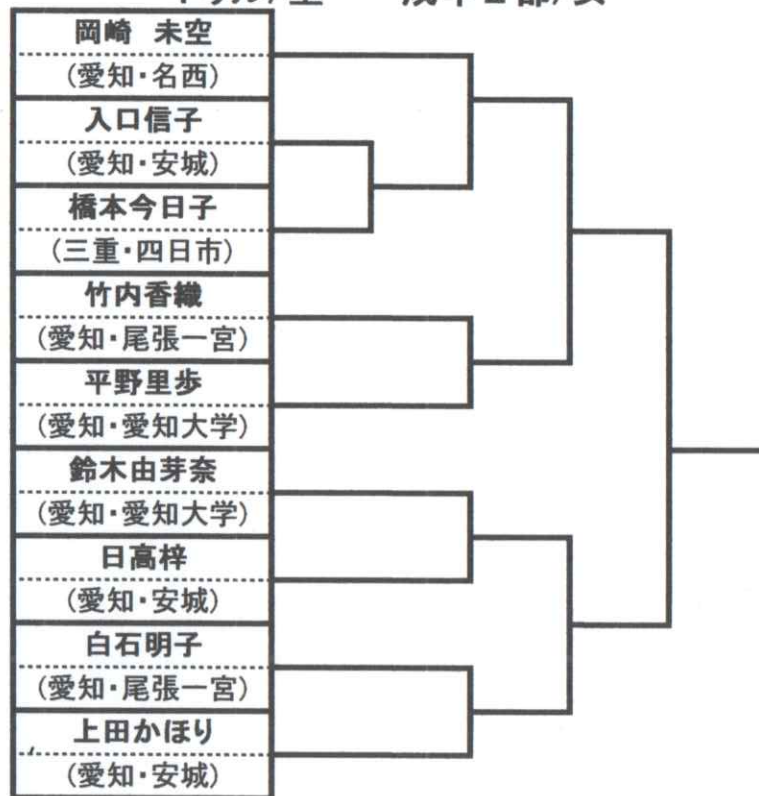 岡崎 未空
(愛知・名西)
入口信子
(愛知・安城)
橋本今日子
(三重・四日市)
竹内香織
(愛知・尾張一宮)
平野里歩
(愛知・愛知大学)
鈴木由芽奈
(愛知・愛知大学)
日高梓
(愛知・安城)
白石明子
(愛知・尾張一宮)
上田かほり
(愛知・安城)